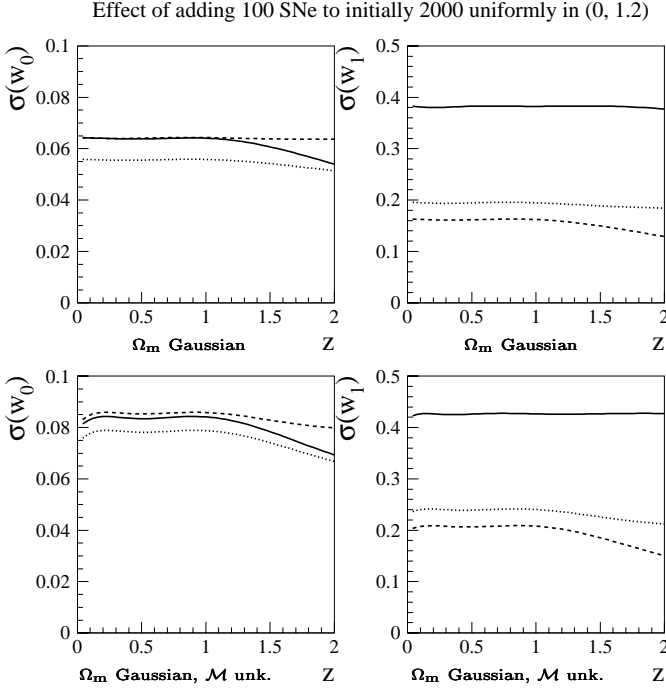 Effect of adding 100 SNe to initially 2000 uniformly in (0, 1.2)
σ(w₀)
0.1
0.08
0.06
0.04
0.02
0
0 0.5 1 1.5 2
Ωₘ Gaussian Z
σ(w₁)
0.5
0.4
0.3
0.2
0.1
0
0 0.5 1 1.5 2
Ωₘ Gaussian Z
σ(w₀)
0.1
0.08
0.06
0.04
0.02
0
0 0.5 1 1.5 2
Ωₘ Gaussian, ℳ unk. Z
σ(w₁)
0.5
0.4
0.3
0.2
0.1
0
0 0.5 1 1.5 2
Ωₘ Gaussian, ℳ unk. Z